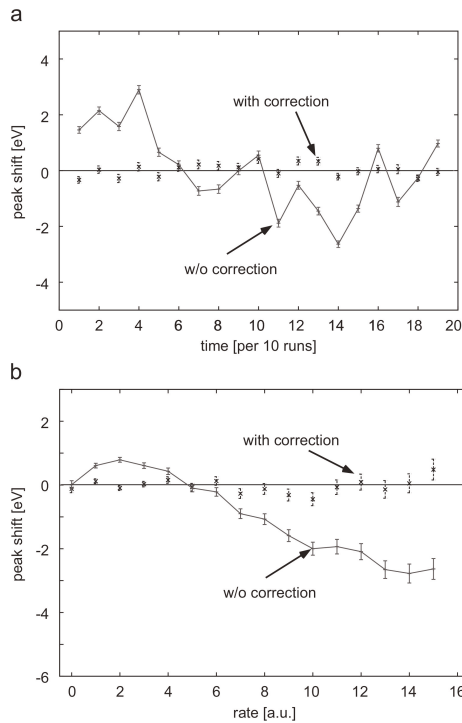 a
4
2
0
-2
-4
peak shift [eV]
with correction
w/o correction
0 2 4 6 8 10 12 14 16 18 20
time [per 10 runs]
b
2
0
-2
-4
-6
peak shift [eV]
with correction
w/o correction
0 2 4 6 8 10 12 14 16
rate [a.u.]